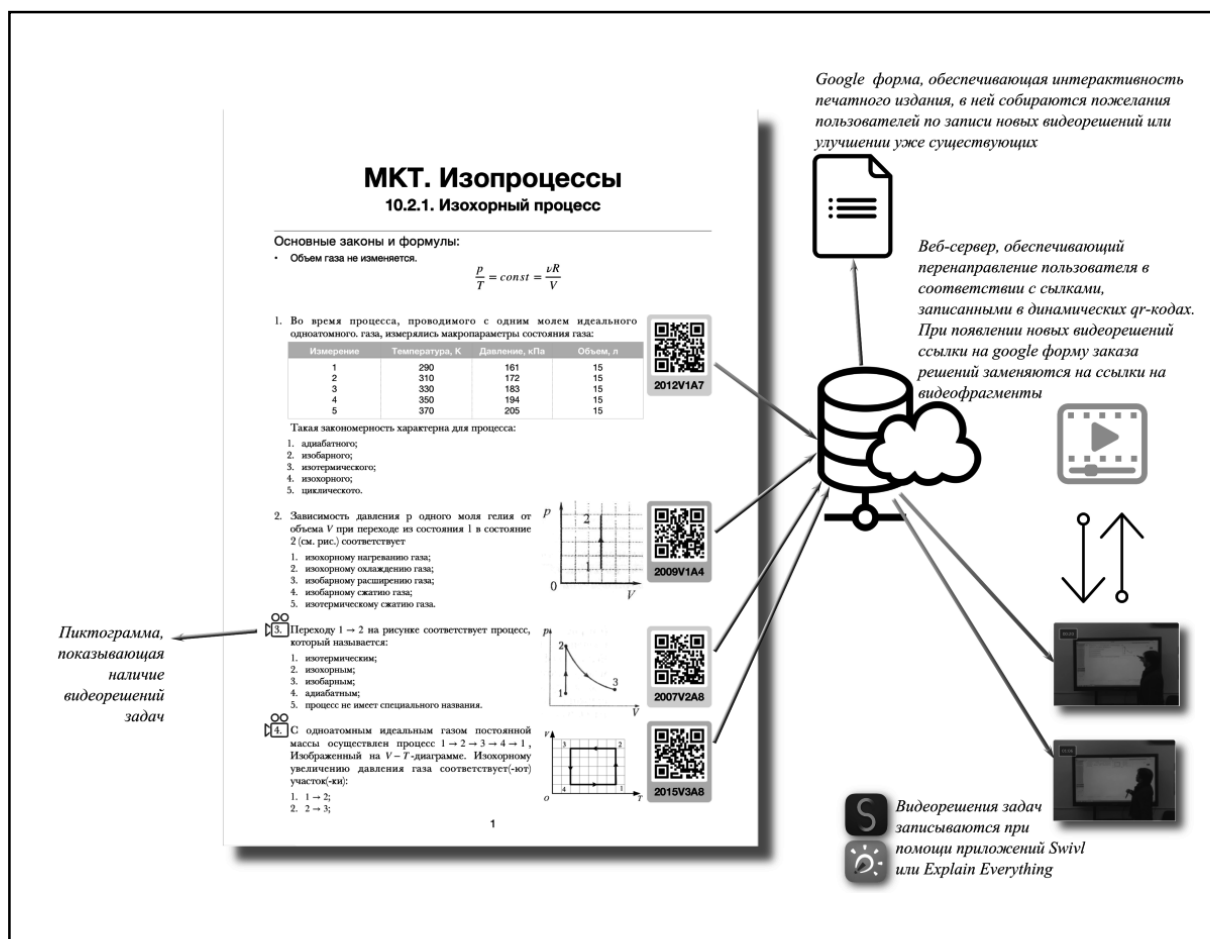 Google форма, обеспечивающая интерактивность
печатного издания, в ней собираются пожелания
пользователей по записи новых видеорешений или
улучшении уже существующих
МКТ. Изопроцессы
10.2.1. Изохорный процесс
Основные законы и формулы:
• Объем газа не изменяется.
p/T = const = νR/V
Веб-сервер, обеспечивающий
перенаправление пользователя в
соответствии с сылками,
записанными в динамических qr-кодах.
При появлении новых видеорешений
ссылки на google форму заказа
решений заменяются на ссылки на
видеофрагменты
1. Во время процесса, проводимого с одним молем идеального
одноатомного. газа, измерялись макропараметры состояния газа:
Измерение Температура, К Давление, кПа Объем, л
1 290 161 15
2 310 172 15
3 330 183 15
4 350 194 15
5 370 205 15
2012V1A7
Такая закономерность характерна для процесса:
1. адиабатного;
2. изобарного;
3. изотермического;
4. изохорного;
5. циклического.
2. Зависимость давления p одного моля гелия от
объема V при переходе из состояния 1 в состояние
2 (см. рис.) соответствует
1. изохорному нагреванию газа;
2. изохорному охлаждению газа;
3. изобарному расширению газа;
4. изобарному сжатию газа;
5. изотермическому сжатию газа.
p
2
1
0
V
2009V1A4
Пиктограмма,
показывающая
наличие
видеорешений
задач
3. Переходу 1 → 2 на рисунке соответствует процесс,
который называется:
1. изотермическим;
2. изохорным;
3. изобарным;
4. адиабатным;
5. процесс не имеет специального названия.
p
2
3
1
V
2007V2A8
4. С одноатомным идеальным газом постоянной
массы осуществлен процесс 1 → 2 → 3 → 4 → 1 ,
Изображенный на V − T -диаграмме. Изохорному
увеличению давления газа соответствует(-ют)
участок(-ки):
1. 1 → 2;
2. 2 → 3;
V
3 2
4 1
O T
2015V3A8
1
Видеорешения задач
записываются при
помощи приложений Swivl
или Explain Everything